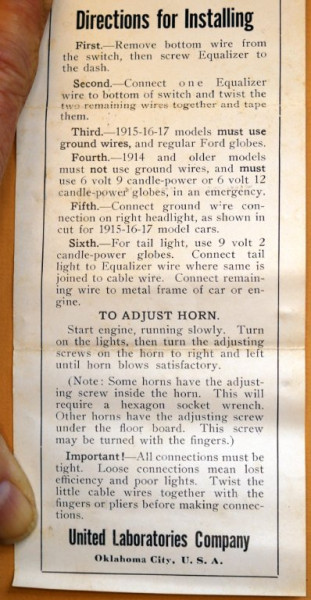 Directions for Installing
First.—Remove bottom wire from
the switch, then screw Equalizer to
the dash.
Second.—Connect one Equalizer
wire to bottom of switch and twist the
two remaining wires together and tape
them.
Third.—1915-16-17 models must use
ground wires, and regular Ford globes.
Fourth.—1914 and older models
must not use ground wires, and must
use 6 volt 9 candle-power or 6 volt 12
candle-power globes, in an emergency.
Fifth.—Connect ground wire con-
nection on right headlight, as shown in
cut for 1915-16-17 model cars.
Sixth.—For tail light, use 9 volt 2
candle-power globes. Connect tail
light to Equalizer wire where same is
joined to cable wire. Connect remain-
ing wire to metal frame of car or en-
gine.
TO ADJUST HORN.
Start engine, running slowly. Turn
on the lights, then turn the adjusting
screws on the horn to right and left
until horn blows satisfactory.
(Note: Some horns have the adjust-
ing screw inside the horn. This will
require a hexagon socket wrench.
Other horns have the adjusting screw
under the floor board. This screw
may be turned with the fingers.)
Important!—All connections must be
tight. Loose connections mean lost
efficiency and poor lights. Twist the
little cable wires together with the
fingers or pliers before making connec-
tions.
United Laboratories Company
Oklahoma City, U. S. A.